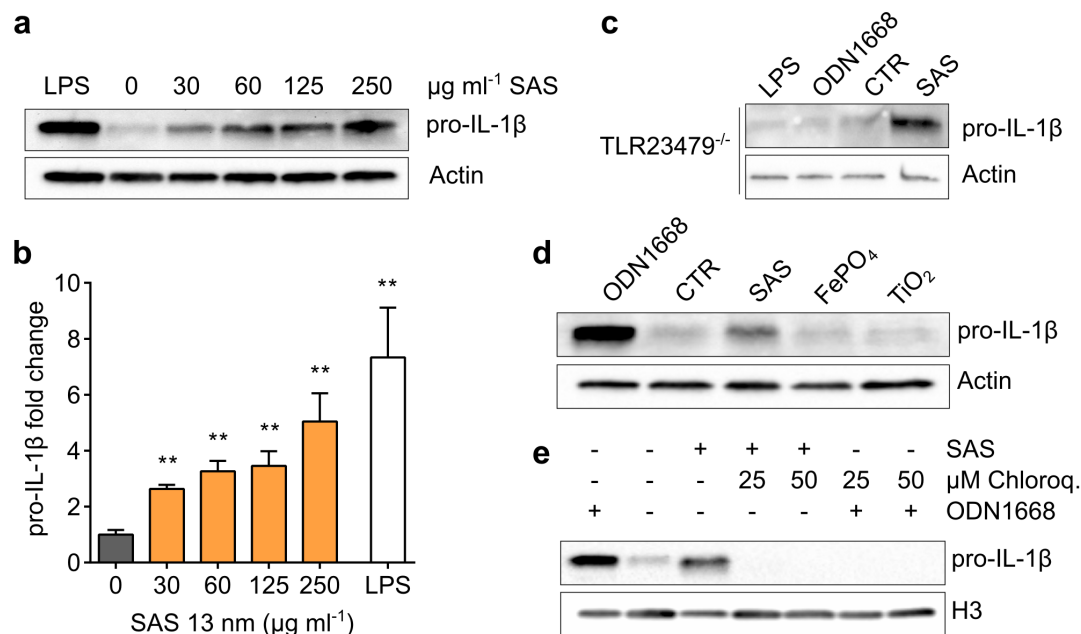 a
LPS 0 30 60 125 250 µg ml⁻¹ SAS
pro-IL-1β
Actin
b
pro-IL-1β fold change
10
8
6
4
2
0
** ** ** ** **
0 30 60 125 250 LPS
SAS 13 nm (µg ml⁻¹)
c
LPS ODN1668 CTR SAS
TLR23479⁻/⁻
pro-IL-1β
Actin
d
ODN1668 CTR SAS FePO₄ TiO₂
pro-IL-1β
Actin
e
- - + + + - - SAS
- - - 25 50 25 50 µM Chloroq.
+ - - - - + + ODN1668
pro-IL-1β
H3